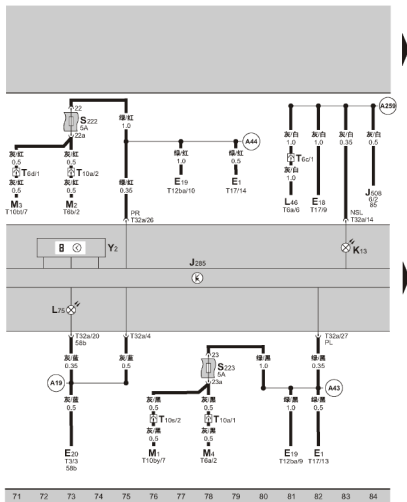 22
S222
5A
22a
绿/红
1.0
A44
A259
灰/红
0.5
灰/红
0.5
绿/红
1.0
绿/红
0.5
灰/白
1.0
灰/白
1.0
灰/白
0.35
灰/白
0.5
T6d/1
T10a/2
T6c/1
灰/红
0.5
灰/红
0.5
绿/红
0.35
E19
T12ba/10
E1
T17/14
灰/白
1.0
J508
6/2
85
M3
T10bt/7
M2
T6b/2
L46
T6a/6
E18
T17/9
PR
T32a/26
NSL
T32a/14
Y2
K13
J285
K
L75
T32a/20
58b
T32a/4
23
S223
5A
23a
T32a/27
PL
灰/蓝
0.35
灰/蓝
0.5
绿/黑
1.0
绿/黑
0.35
A19
A43
灰/蓝
0.5
灰/黑
0.5
灰/黑
0.5
绿/黑
1.0
绿/黑
0.5
T10a/1
灰/黑
0.5
灰/黑
0.5
E20
T3/3
58b
M1
T10by/7
M4
T6a/2
E19
T12ba/9
E1
T17/13
71 72 73 74 75 76 77 78 79 80 81 82 83 84